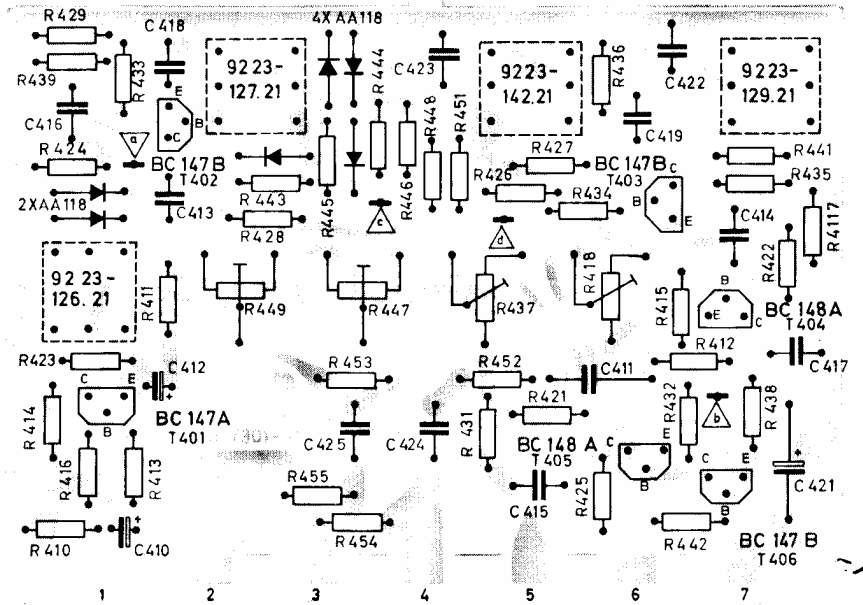 R429
C418
4X AA118
R444
C423
R436
C422
R439
R433
9223-
127.21
9223-
142.21
9223-
129.21
E
B
C
C416
a
R448
R451
C419
R424
BC 147B
T402
R446
R427
BC 147B
T403
R441
R435
2XAA118
C413
R443
R428
R445
c
R426
R434
C
B
E
C414
R4117
d
R422
9223-
126.21
R411
R449
R447
R437
R418
R415
B
E
C
BC 148A
T404
R423
C412
+
R453
R452
C411
R412
C417
C
E
B
R414
BC 147A
T401
R421
R432
b
R438
C425
C424
R431
BC 148 A
T405
C
E
B
C
E
B
+
C421
R416
R413
R455
C415
R425
R410
+
C410
R454
R442
BC 147 B
T406
1
2
3
4
5
6
7